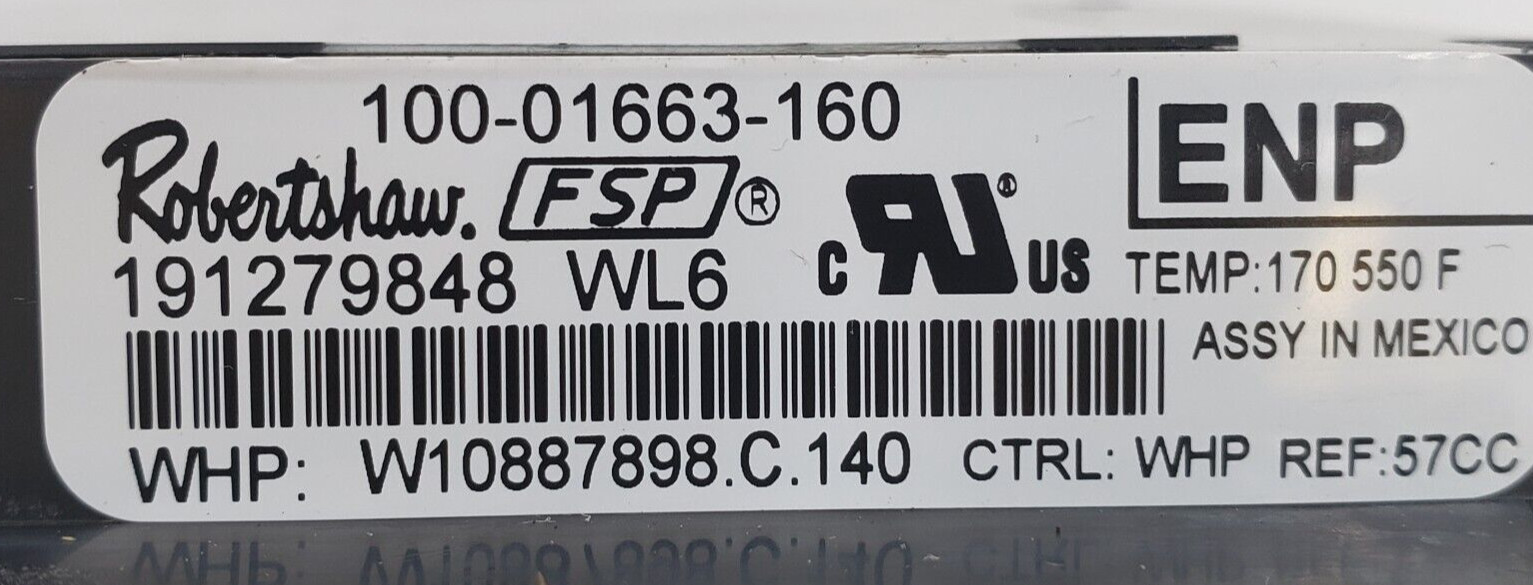 100-01663-160
Robertshaw. FSP®
ENP
191279848 WL6
C RU® US
TEMP:170 550 F
ASSY IN MEXICO
WHP: W10887898.C.140 CTRL: WHP REF:57CC